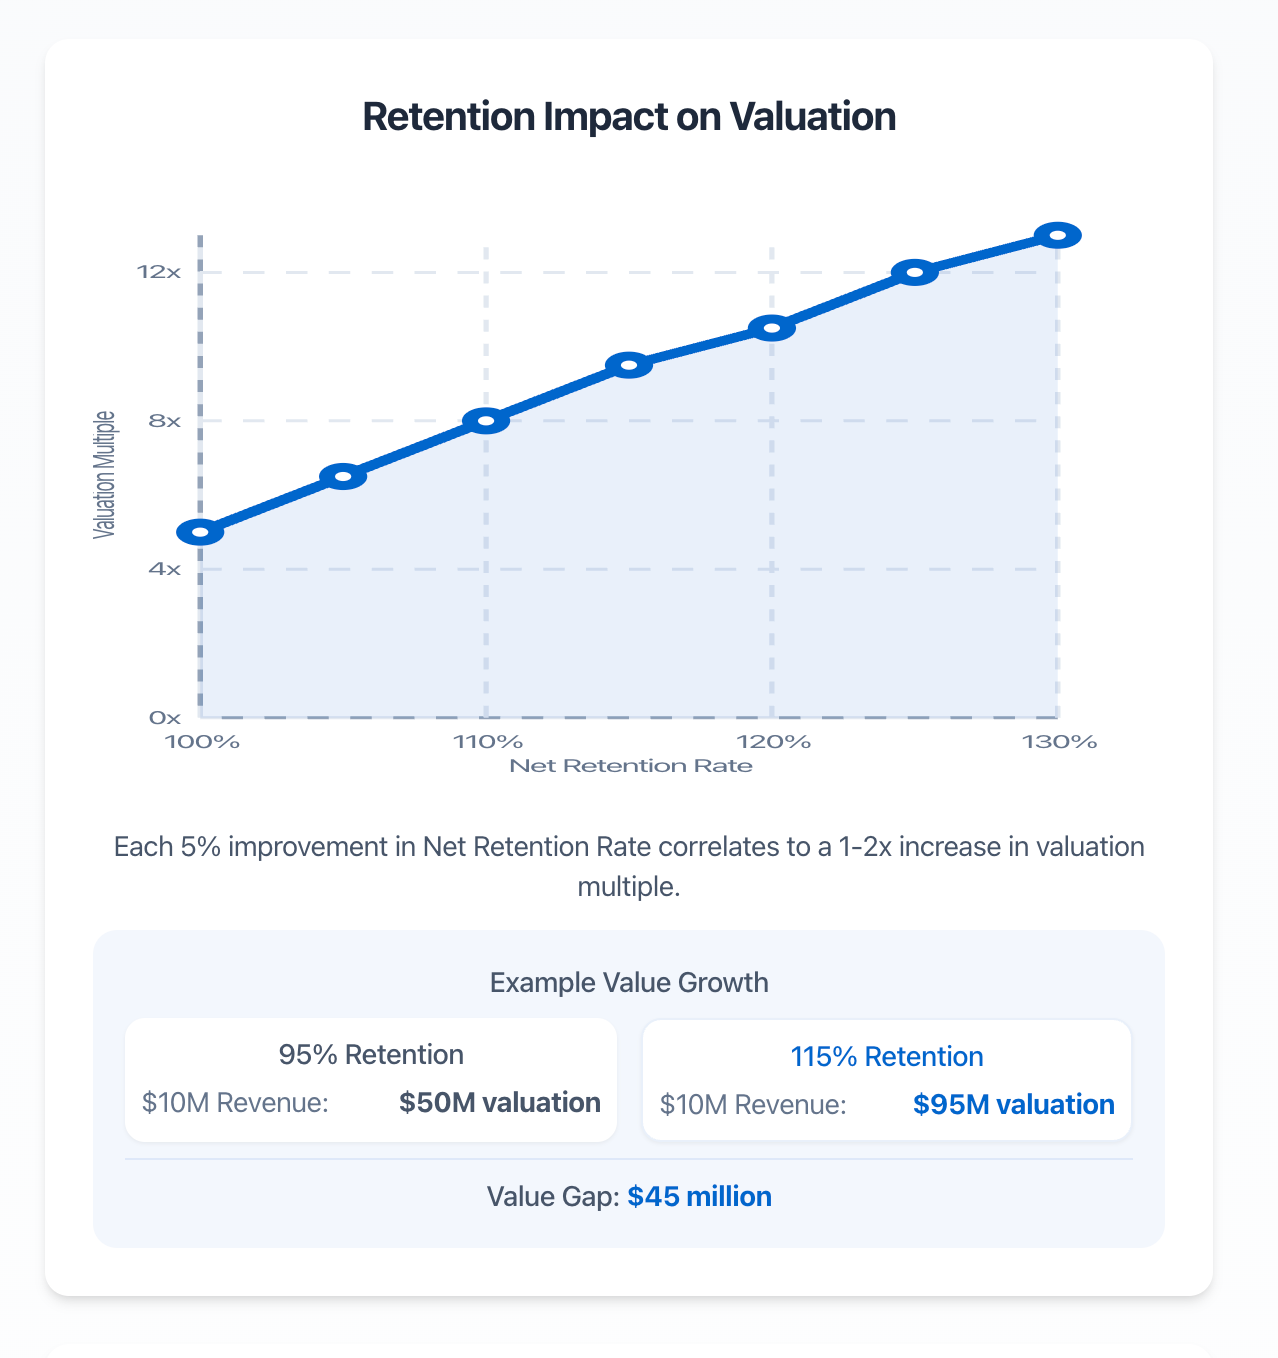 Retention Impact on Valuation
12x
8x
4x
0x
Valuation Multiple
100%
110%
120%
130%
Net Retention Rate
Each 5% improvement in Net Retention Rate correlates to a 1-2x increase in valuation
multiple.
Example Value Growth
95% Retention
$10M Revenue: $50M valuation
115% Retention
$10M Revenue: $95M valuation
Value Gap: $45 million